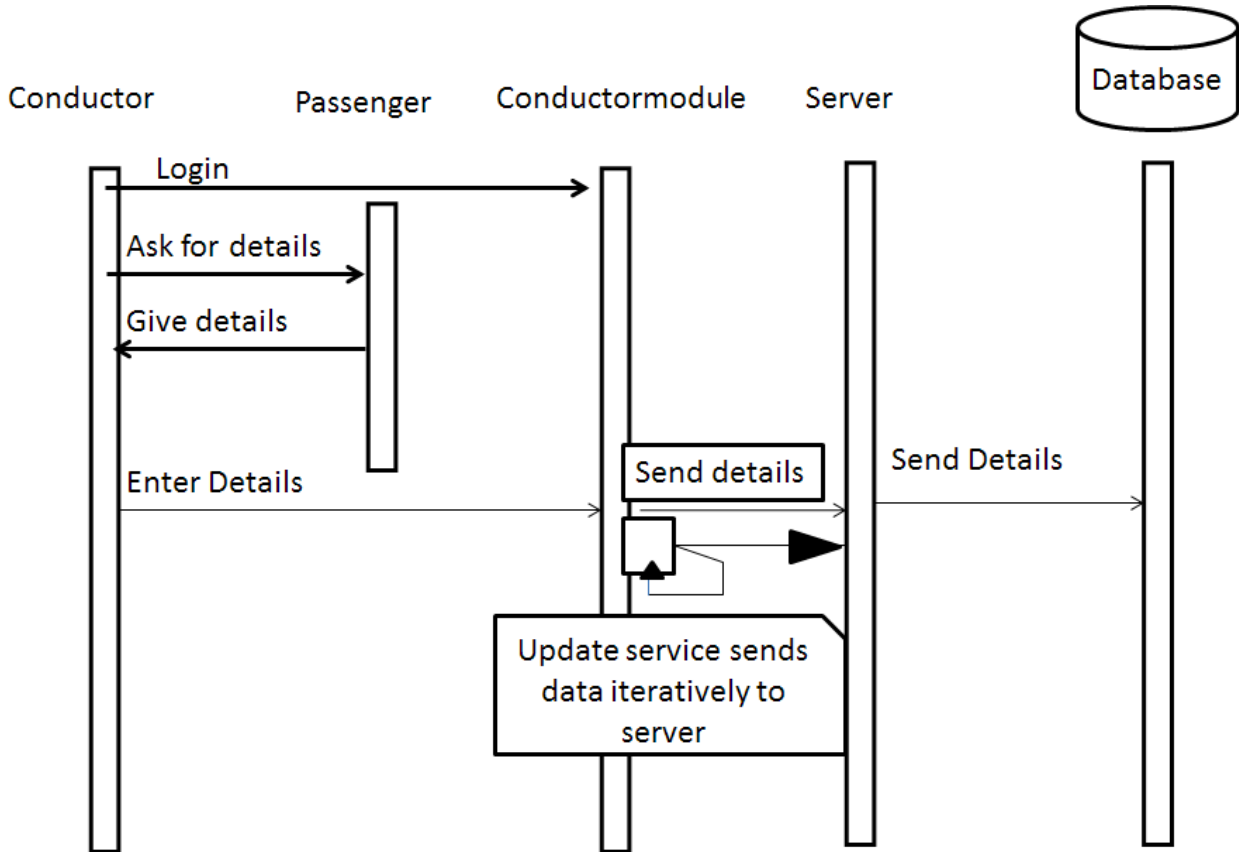 Conductor
Passenger
Conductormodule
Server
Database
Login
Ask for details
Give details
Enter Details
Send details
Send Details
Update service sends
data iteratively to
server